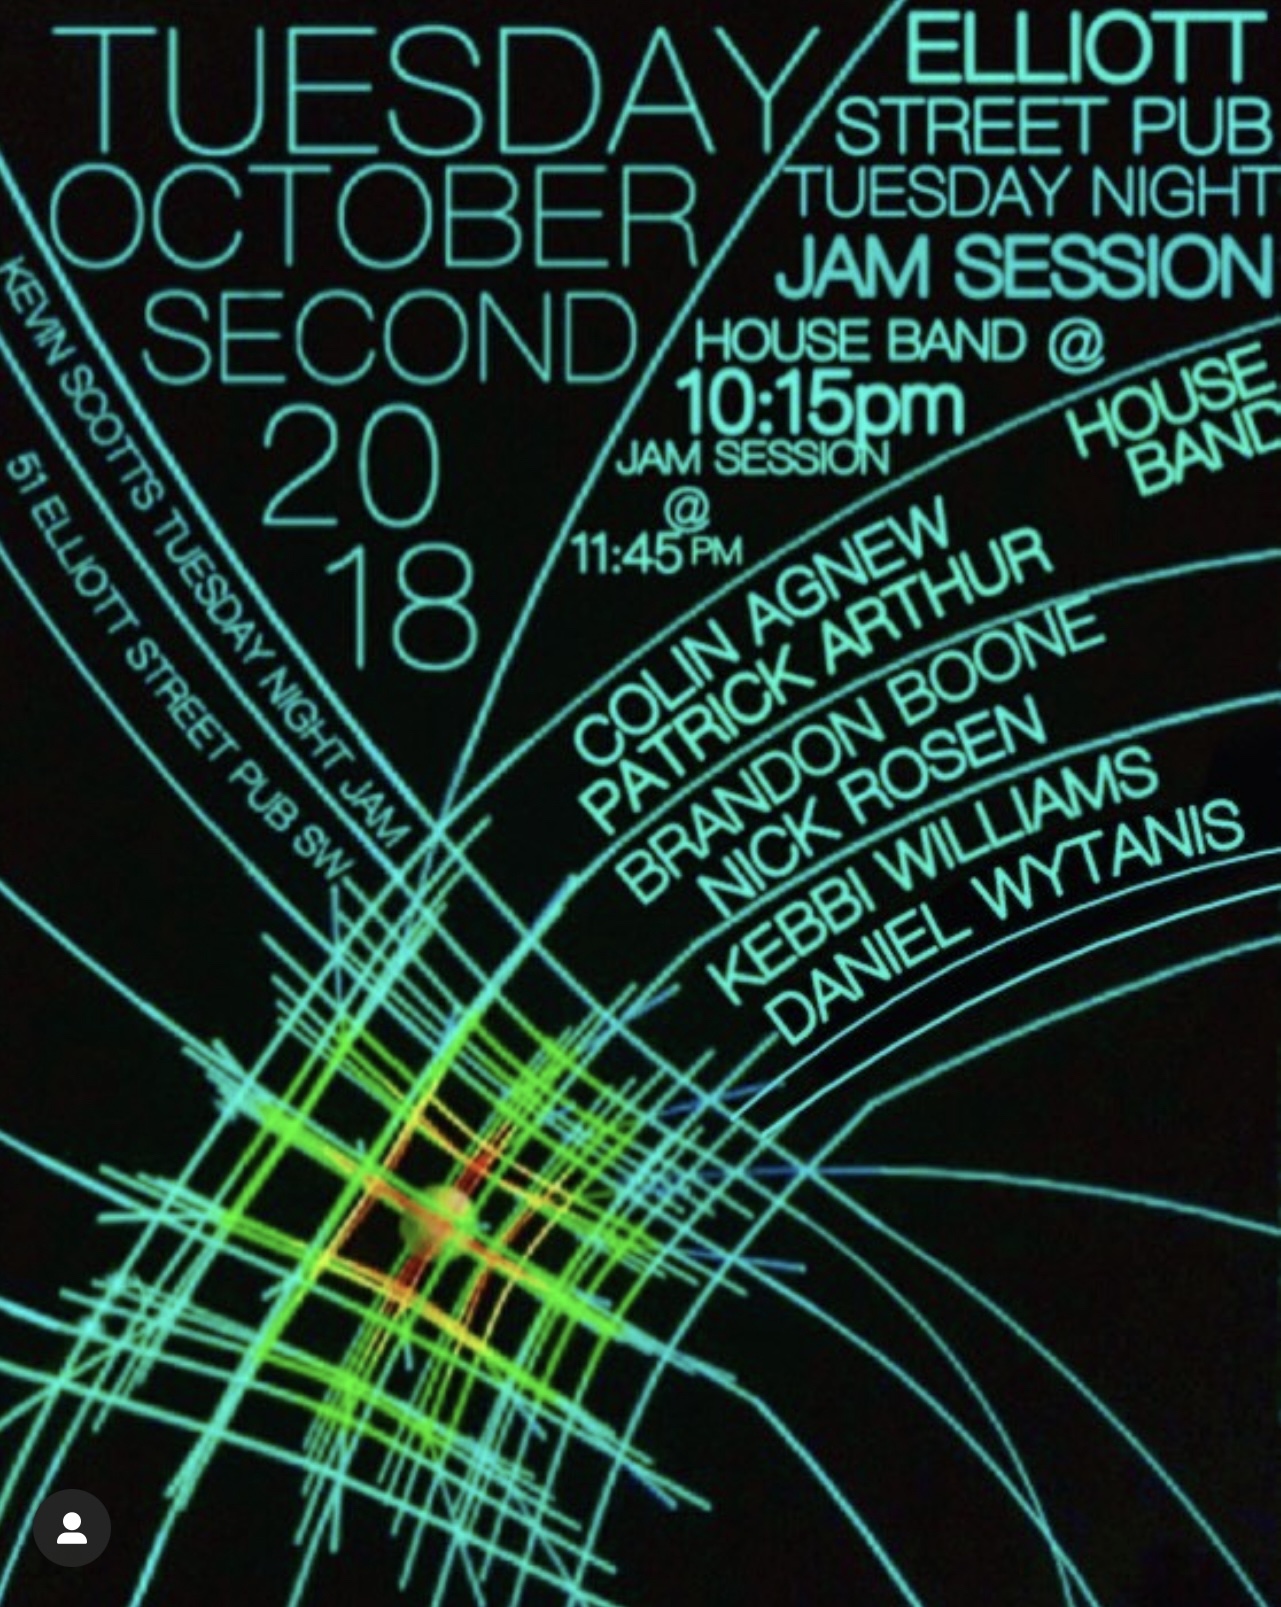 TUESDAY
OCTOBER
SECOND
20
18
ELLIOTT
STREET PUB
TUESDAY NIGHT
JAM SESSION
HOUSE BAND @
10:15pm
JAM SESSION
@
11:45 PM
HOUSE
BAND
COLIN AGNEW
PATRICK ARTHUR
BRANDON BOONE
NICK ROSEN
KEBBI WILLIAMS
DANIEL WYTANIS
KEVIN SCOTTS TUESDAY NIGHT JAM
51 ELLIOTT STREET PUB SW